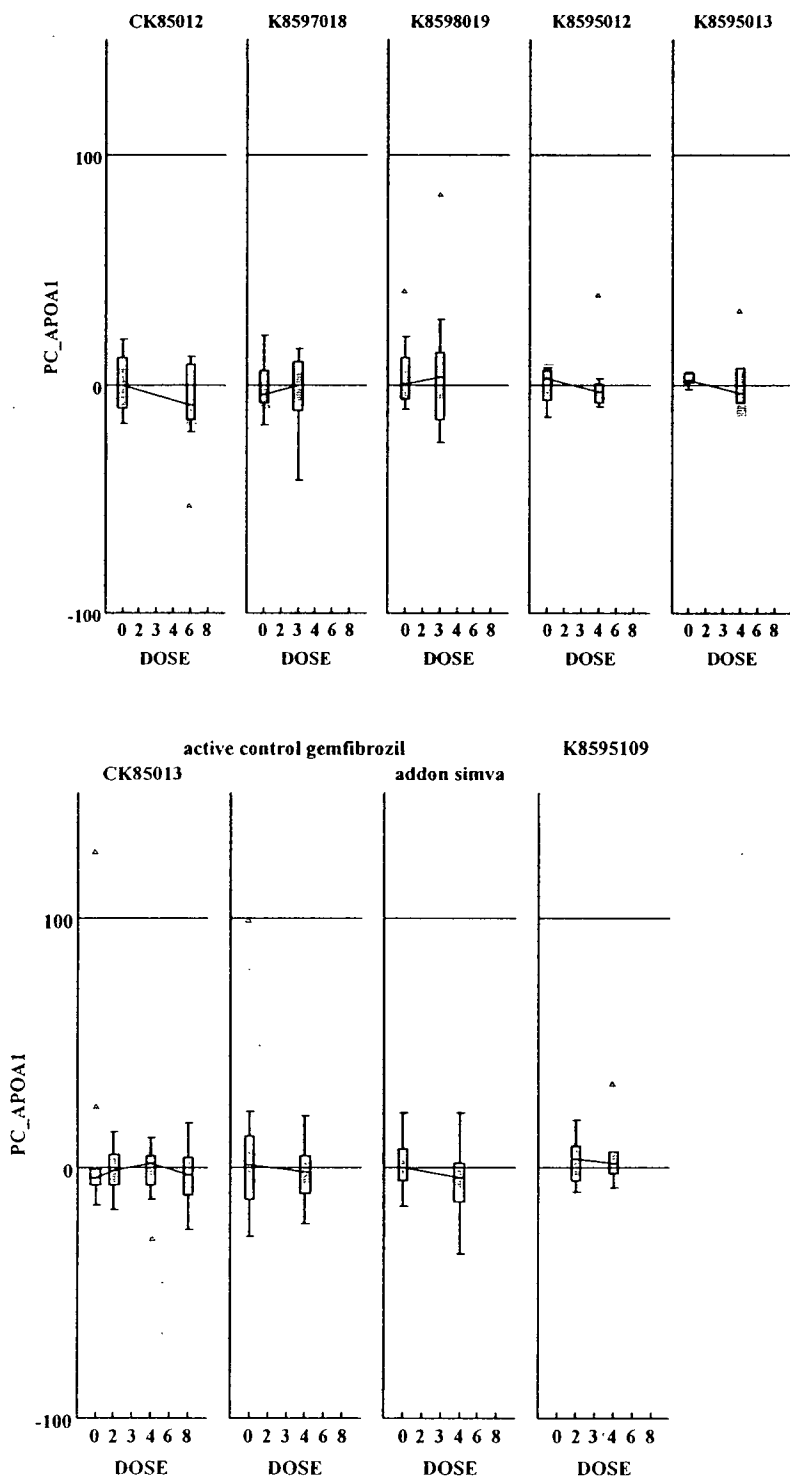 CK85012 K8597018 K8598019 K8595012 K8595013
100
PC_APOA1
0
-100
0 2 3 4 6 8 0 2 3 4 6 8 0 2 3 4 6 8 0 2 3 4 6 8 0 2 3 4 6 8
DOSE DOSE DOSE DOSE DOSE
active control gemfibrozil K8595109
CK85013 addon simva
100
PC_APOA1
0
-100
0 2 3 4 6 8 0 2 3 4 6 8 0 2 3 4 6 8 0 2 3 4 6 8
DOSE DOSE DOSE DOSE